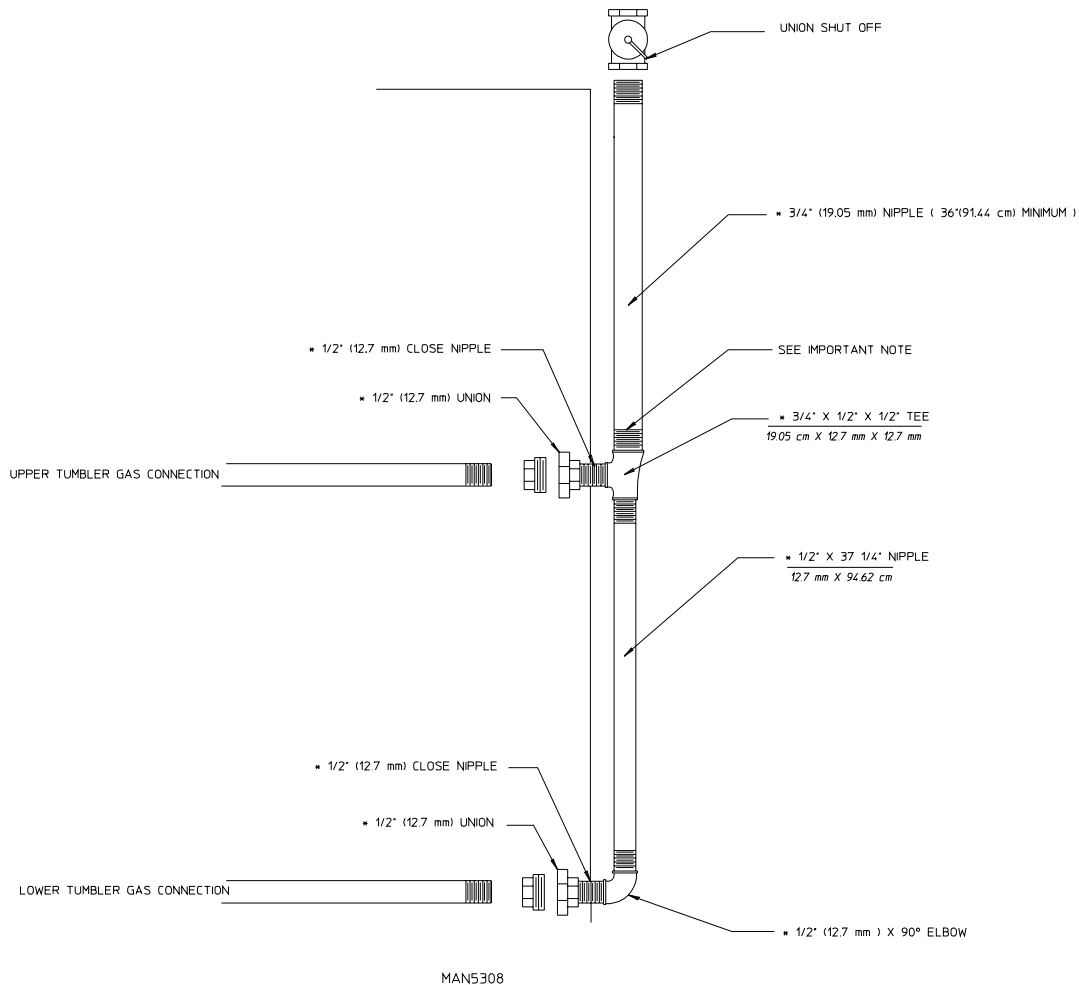 UNION SHUT OFF
* 3/4" (19.05 mm) NIPPLE ( 36"(91.44 cm) MINIMUM )
* 1/2" (12.7 mm) CLOSE NIPPLE
SEE IMPORTANT NOTE
* 1/2" (12.7 mm) UNION
* 3/4" X 1/2" X 1/2" TEE
19.05 cm X 12.7 mm X 12.7 mm
UPPER TUMBLER GAS CONNECTION
* 1/2" X 37 1/4" NIPPLE
12.7 mm X 94.62 cm
* 1/2" (12.7 mm) CLOSE NIPPLE
* 1/2" (12.7 mm) UNION
LOWER TUMBLER GAS CONNECTION
* 1/2" (12.7 mm ) X 90° ELBOW
MAN5308